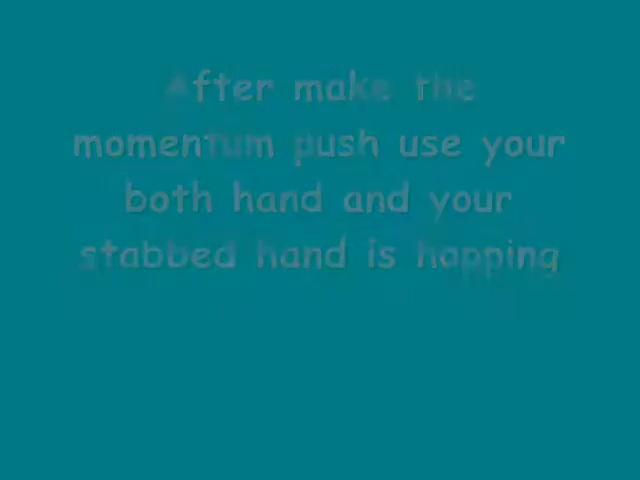 After make the
momentum push use your
both hand and your
stabbed hand is hopping